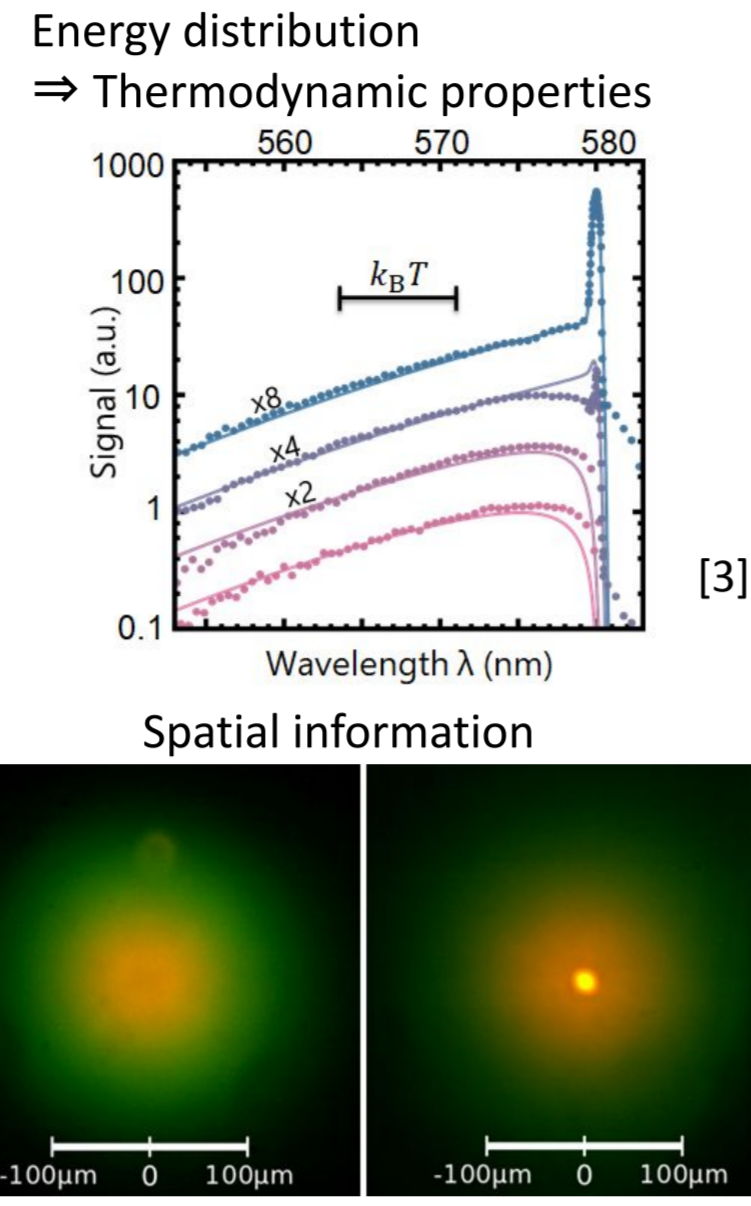 Energy distribution
⇒ Thermodynamic properties
560 570 580
1000
100
10
1
0.1
Signal (a.u.)
k_BT
x8
x4
x2
[3]
Wavelength λ (nm)
Spatial information
-100μm 0 100μm
-100μm 0 100μm